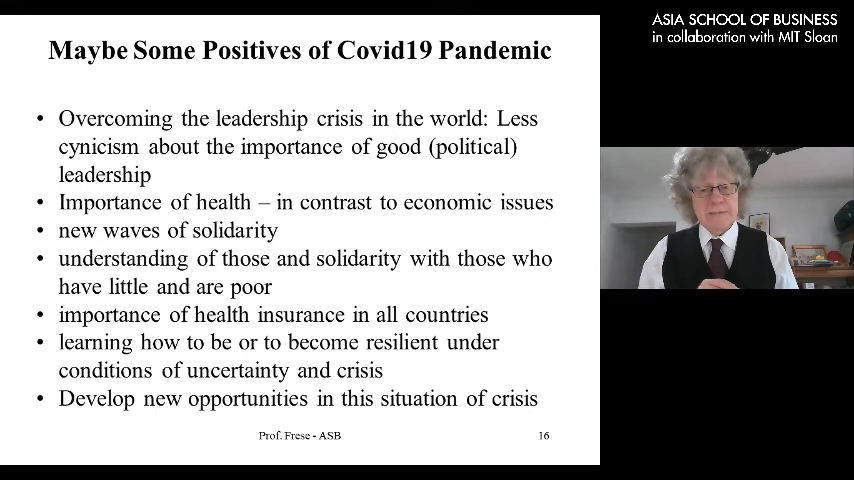 Maybe Some Positives of Covid19 Pandemic
• Overcoming the leadership crisis in the world: Less
cynicism about the importance of good (political)
leadership
• Importance of health – in contrast to economic issues
• new waves of solidarity
• understanding of those and solidarity with those who
have little and are poor
• importance of health insurance in all countries
• learning how to be or to become resilient under
conditions of uncertainty and crisis
• Develop new opportunities in this situation of crisis
Prof. Frese - ASB
16
ASIA SCHOOL OF BUSINESS
in collaboration with MIT Sloan